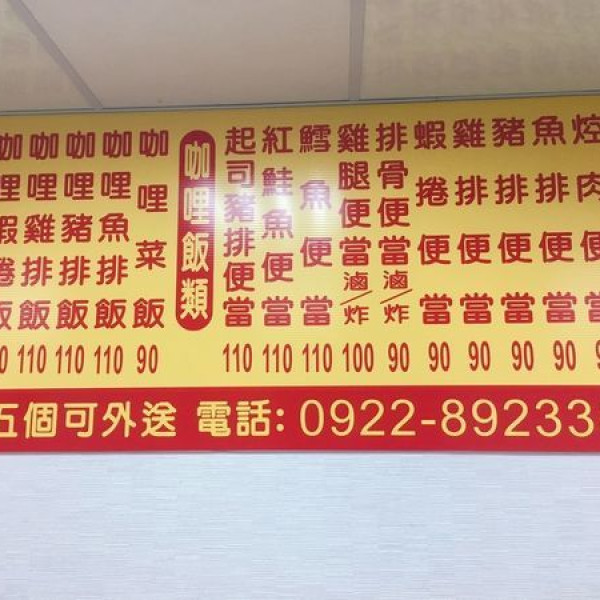 焢肉便當
魚排便當 90
豬排便當 90
雞排便當 90
蝦捲便當 90
排骨便當滷/炸 90
雞腿便當滷/炸 100
鱈魚便當 110
紅鮭魚便當 110
起司豬排便當 110
咖哩飯類
咖哩菜飯 90
咖哩魚排飯 110
咖哩豬排飯 110
咖哩雞排飯 110
咖哩蝦捲飯
五個可外送 電話: 0922-89233